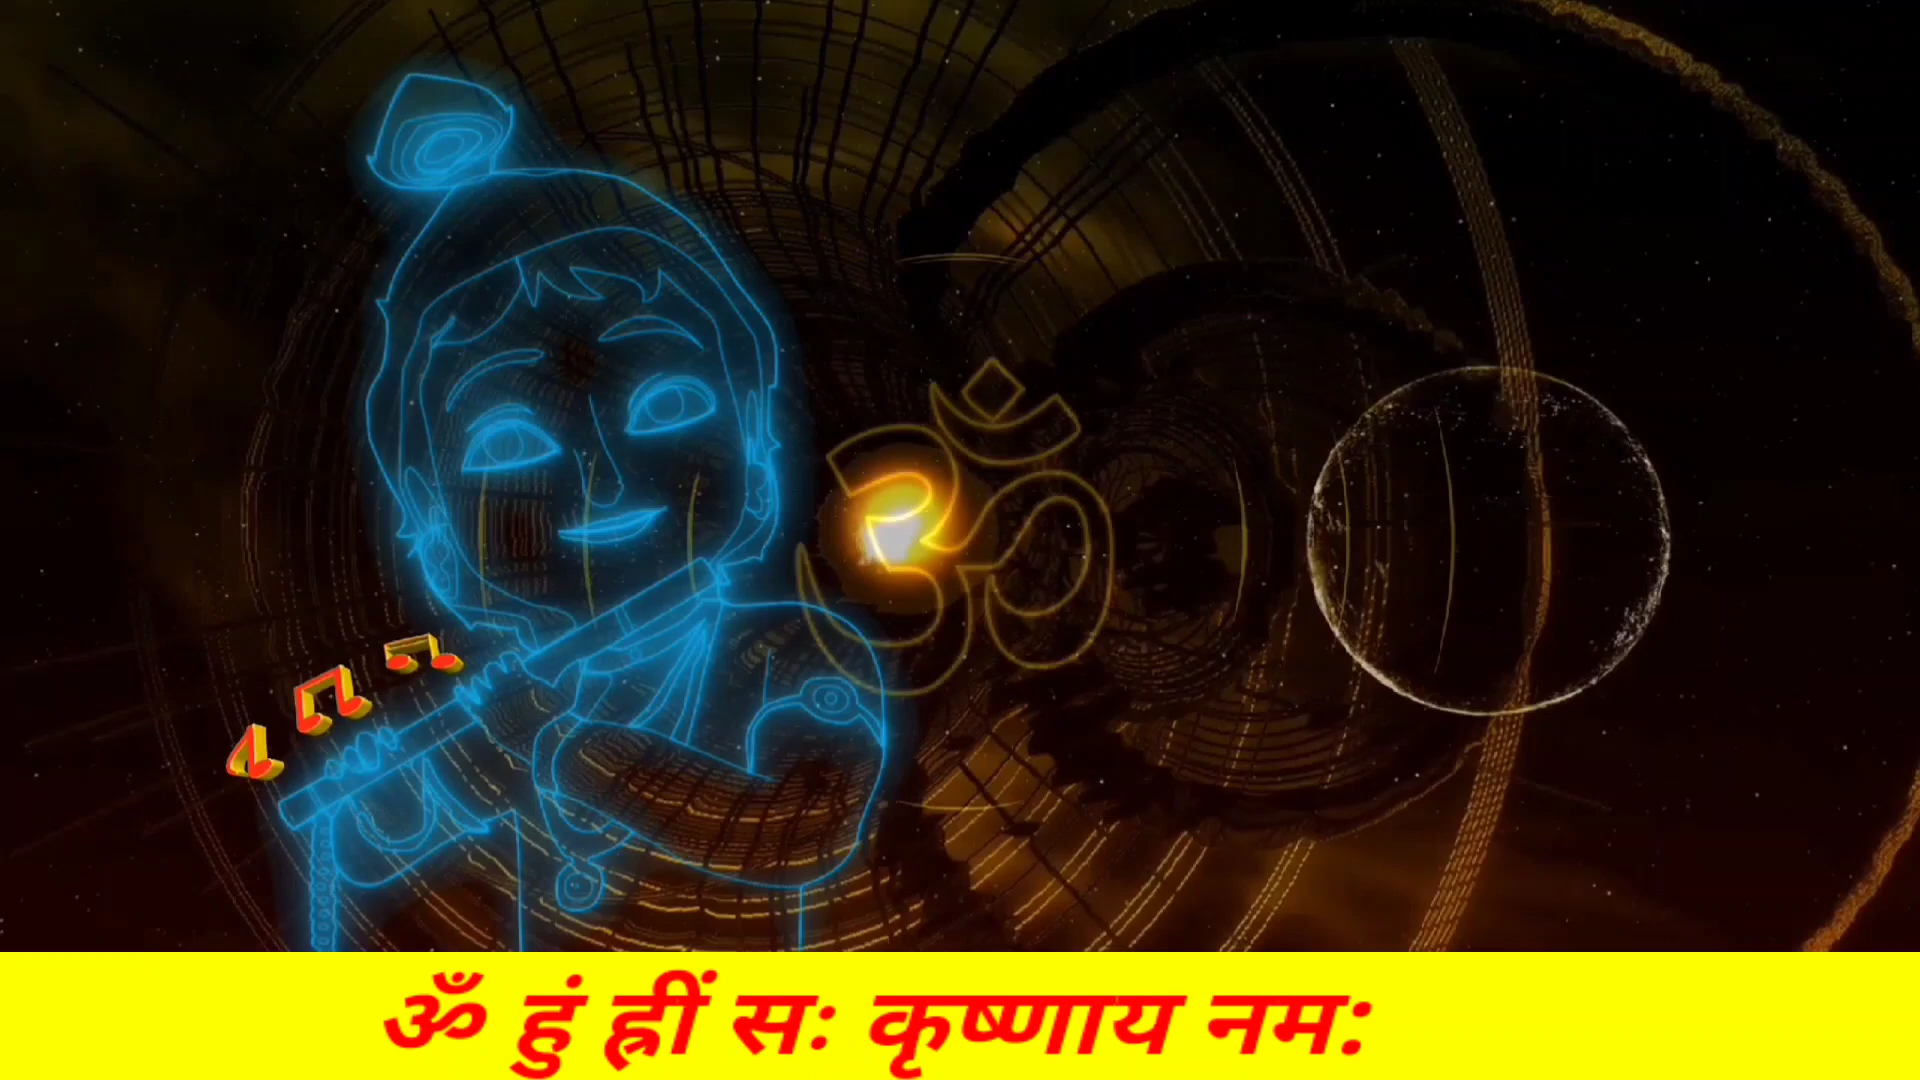 ॐ
ॐ हुं ह्रीं सः कृष्णाय नम: